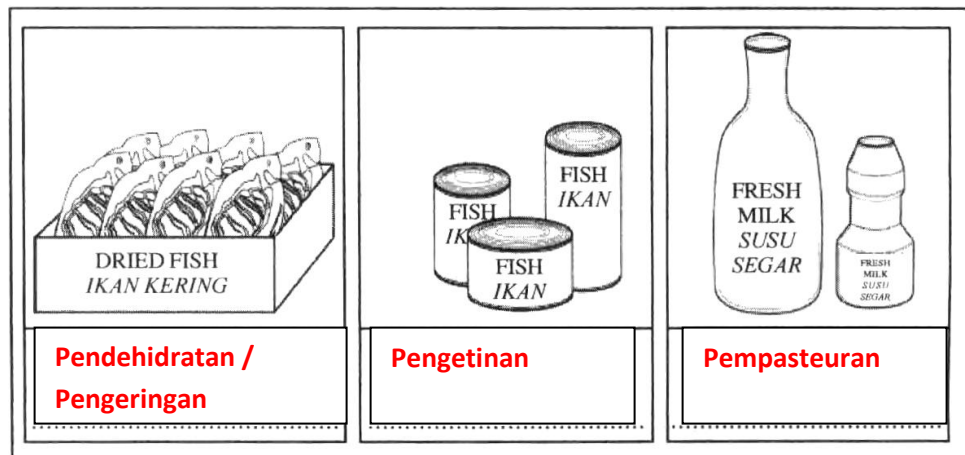 DRIED FISH
IKAN KERING
Pendehidratan /
Pengeringan
FISH
IKAN
FISH
IKAN
FISH
IKAN
Pengetinan
FRESH
MILK
SUSU
SEGAR
FRESH
MILK
SUSU
SEGAR
Pempasteuran